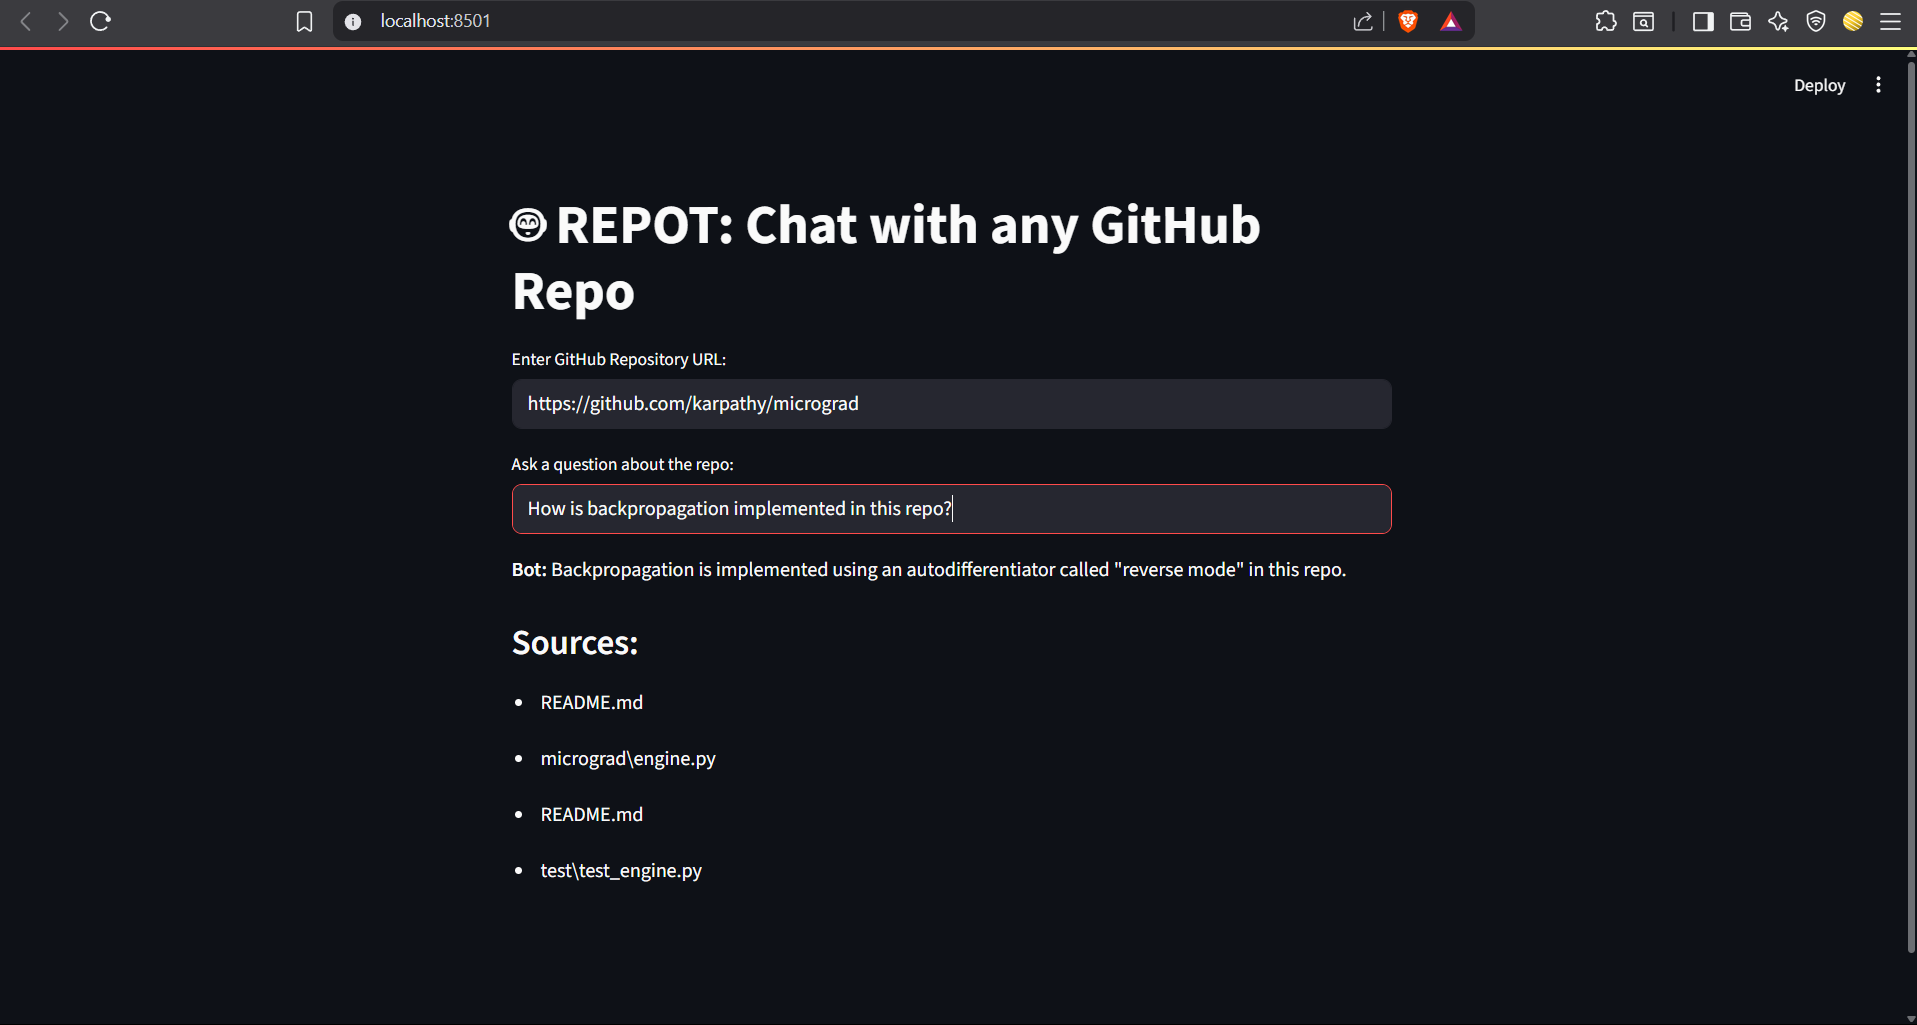 localhost:8501
Deploy
REPOT: Chat with any GitHub
Repo
Enter GitHub Repository URL:
https://github.com/karpathy/micrograd
Ask a question about the repo:
How is backpropagation implemented in this repo?
Bot: Backpropagation is implemented using an autodifferentiator called "reverse mode" in this repo.
Sources:
README.md
micrograd\engine.py
README.md
test\test_engine.py